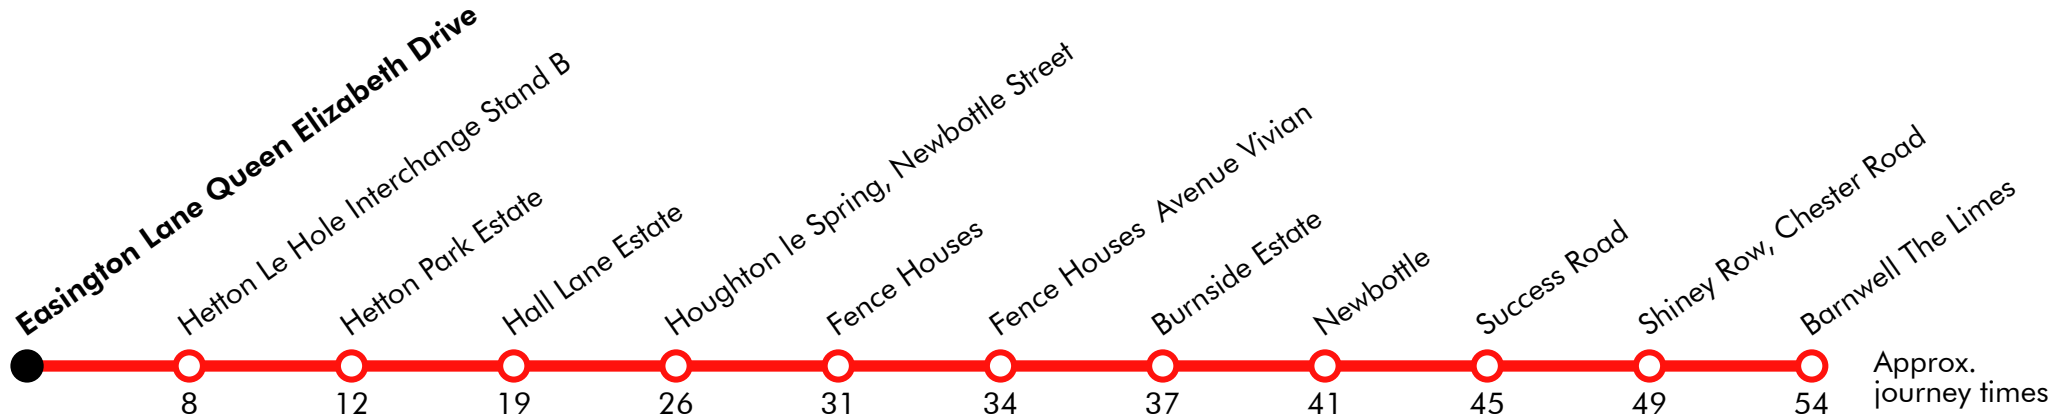 Easington Lane Queen Elizabeth Drive
Hetton Le Hole Interchange Stand B
Hetton Park Estate
Hall Lane Estate
Houghton le Spring, Newbottle Street
Fence Houses
Fence Houses  Avenue Vivian
Burnside Estate
Newbottle
Success Road
Shiney Row, Chester Road
Barnwell The Limes
8 12 19 26 31 34 37 41 45 49 54
Approx.
journey times